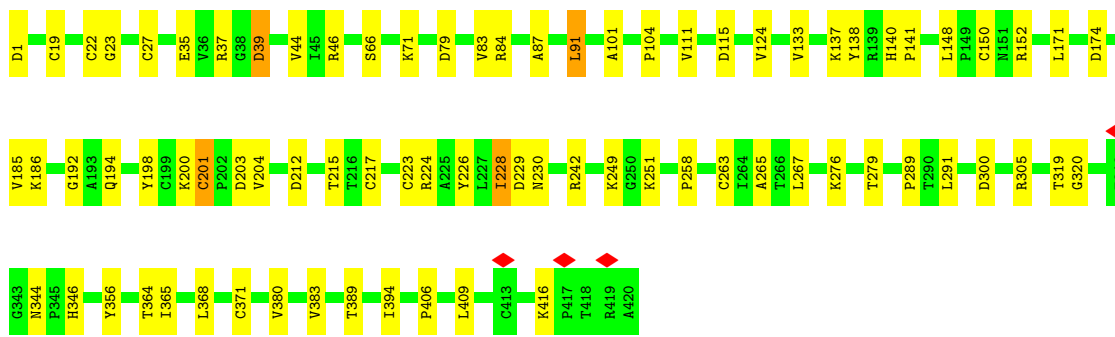 D1 C19 C22 G23 C27 E35 V36 R37 G38 D39 V44 I45 R46 S66 K71 D79 V83 R84 A87 L91 A101 P104 V111 D115 V124 V133 K137 Y138 R139 H140 P141 L148 P149 C150 N151 R152 L171 D174
V185 K186 G192 A193 Q194 Y198 C199 K200 C201 P202 D203 V204 D212 T215 T216 C217 C223 R224 A225 Y226 L227 I228 D229 N230 R242 K249 G250 K251 P258 C263 I264 A265 T266 L267 K276 T279 P289 T290 L291 D300 R305 T319 G320
G343 N344 P345 H346 Y356 T364 I365 L368 C371 V380 V383 T389 I394 P406 L409 C413 K416 P417 T418 R419 A420